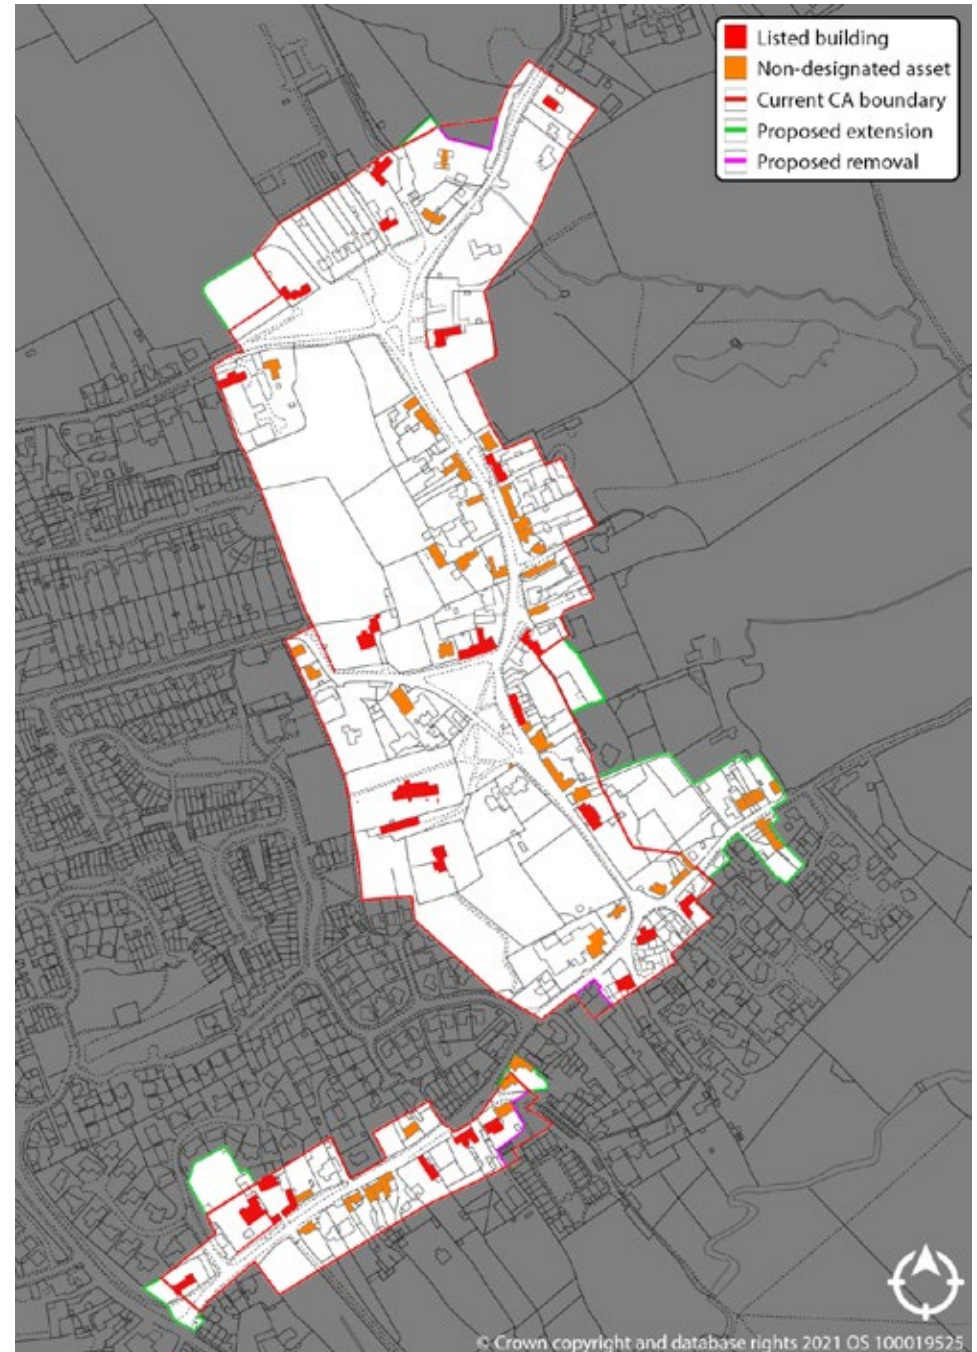 Listed building
Non-designated asset
Current CA boundary
Proposed extension
Proposed removal
© Crown copyright and database rights 2021 OS 100019525